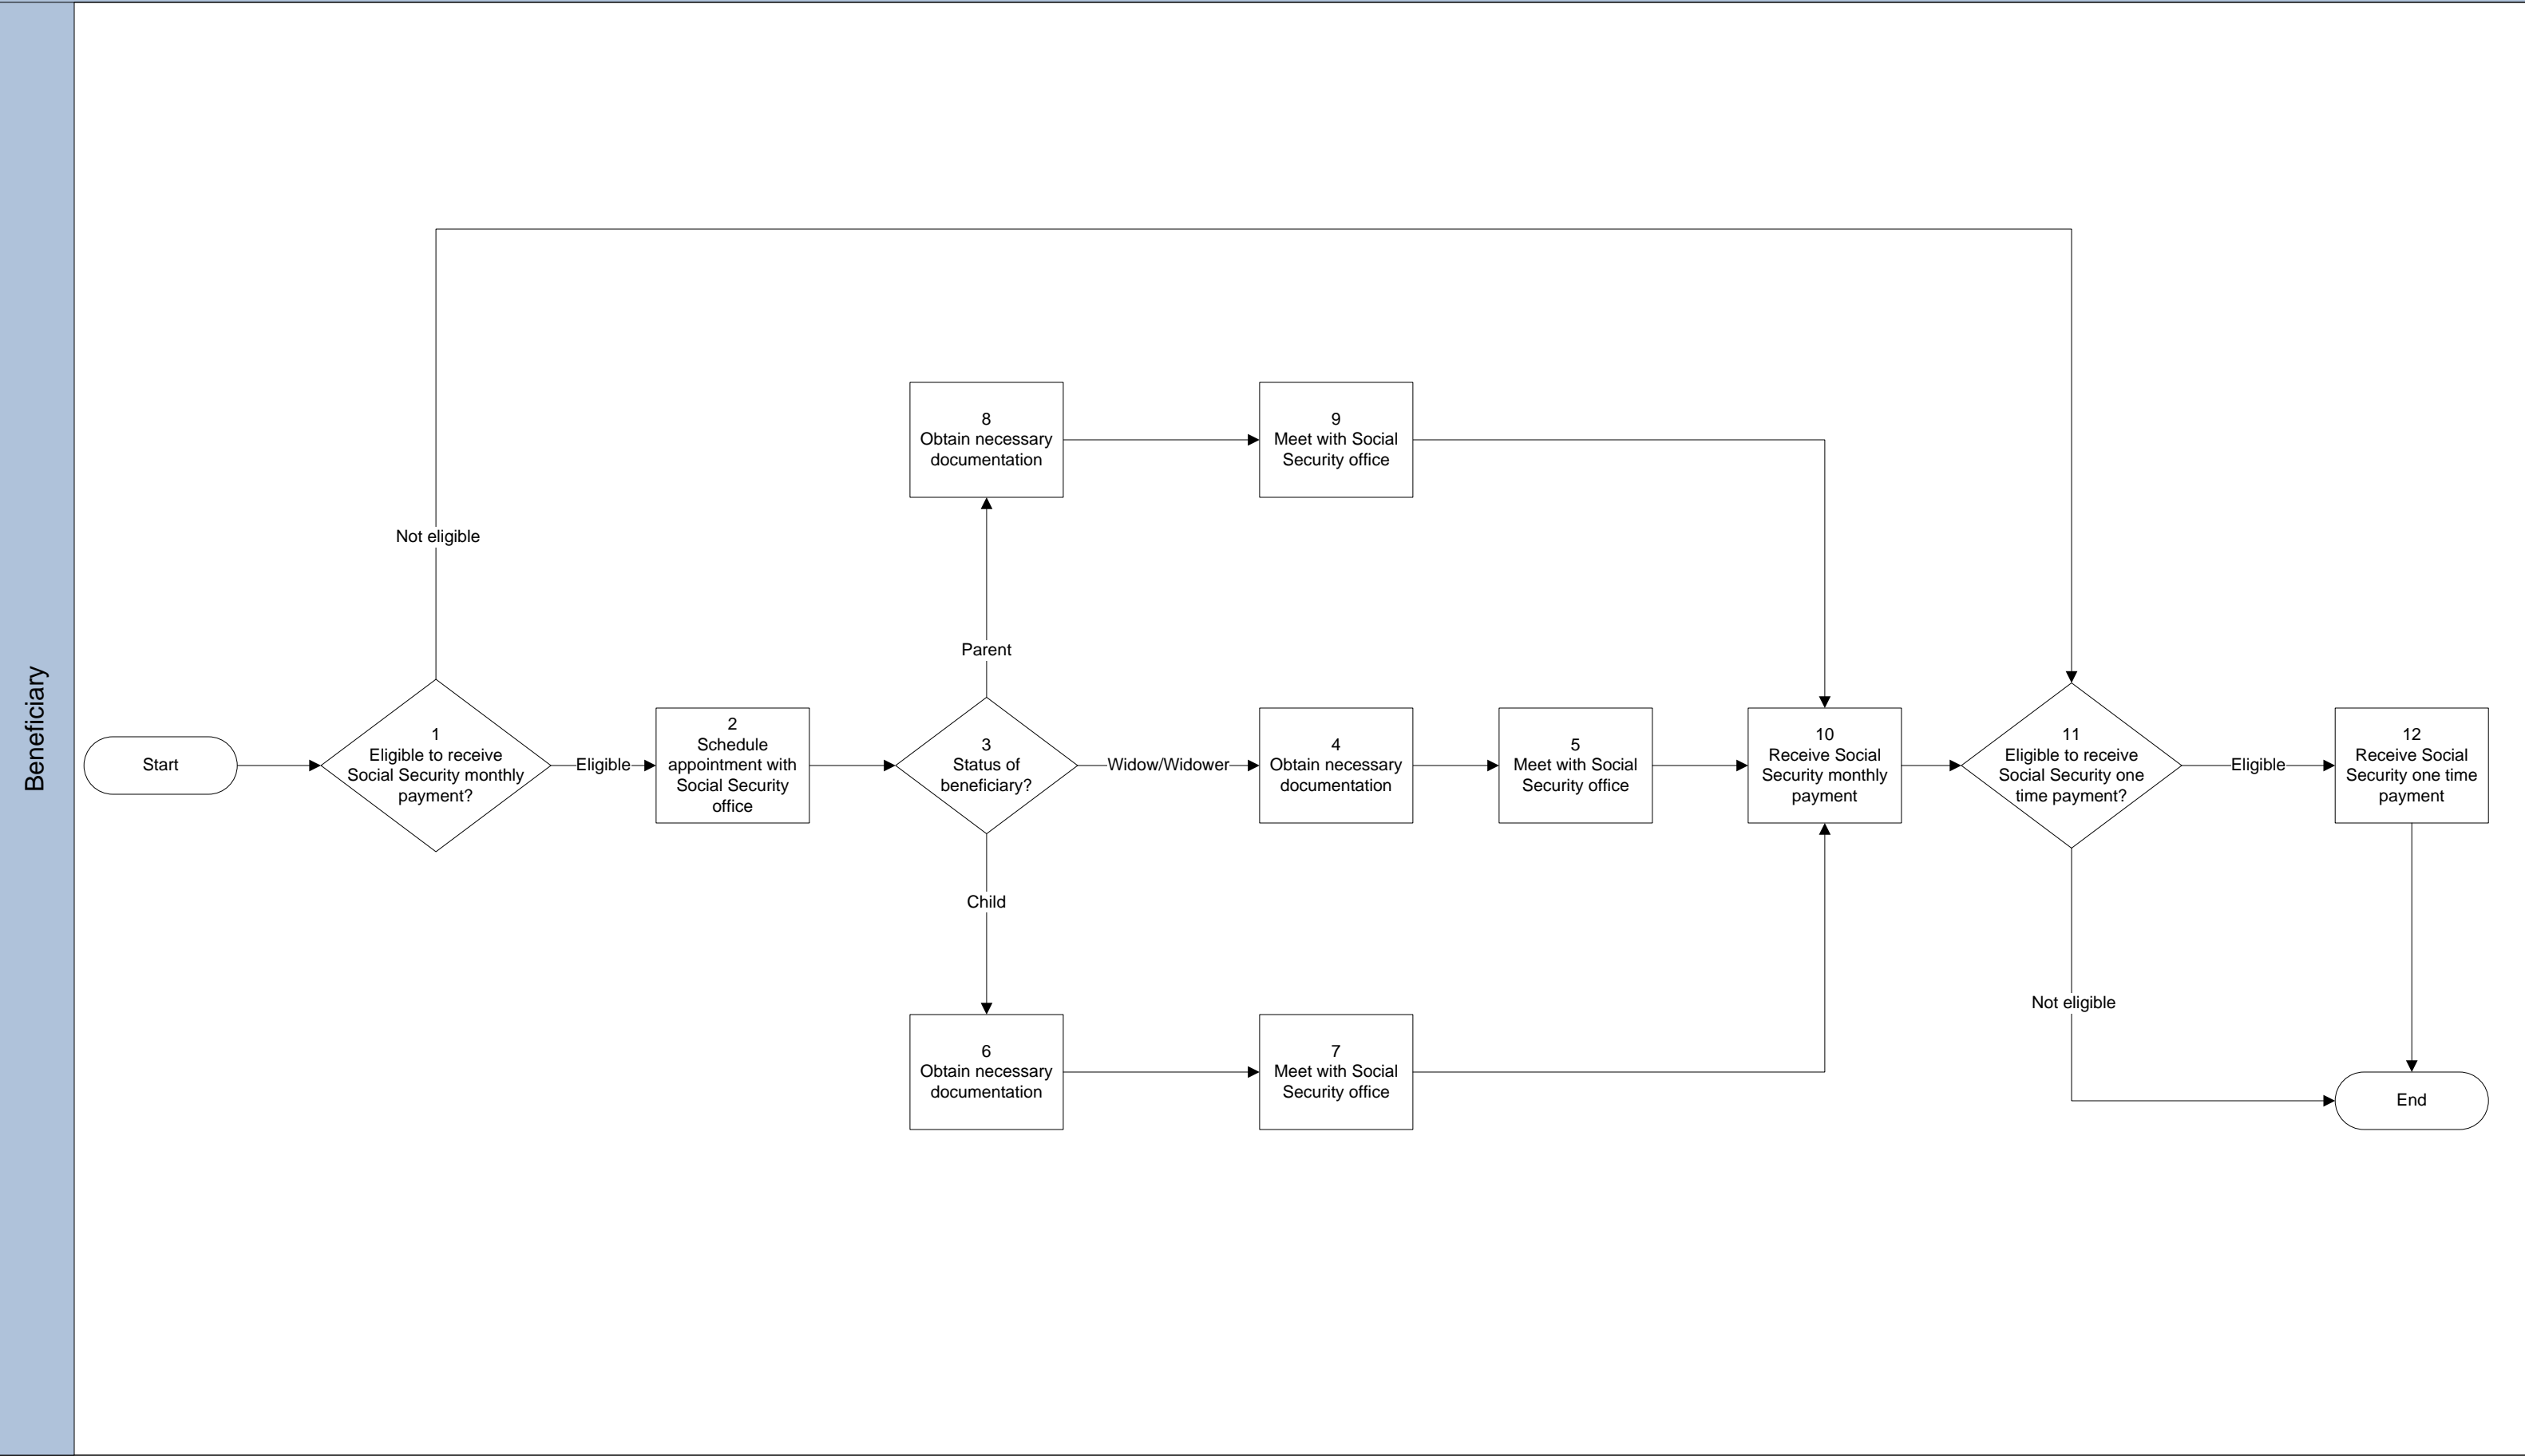 Beneficiary
Start
1
Eligible to receive
Social Security monthly
payment?
Not eligible
Eligible
2
Schedule
appointment with
Social Security
office
3
Status of
beneficiary?
Parent
8
Obtain necessary
documentation
9
Meet with Social
Security office
Widow/Widower
4
Obtain necessary
documentation
5
Meet with Social
Security office
Child
6
Obtain necessary
documentation
7
Meet with Social
Security office
10
Receive Social
Security monthly
payment
11
Eligible to receive
Social Security one
time payment?
Eligible
12
Receive Social
Security one time
payment
Not eligible
End